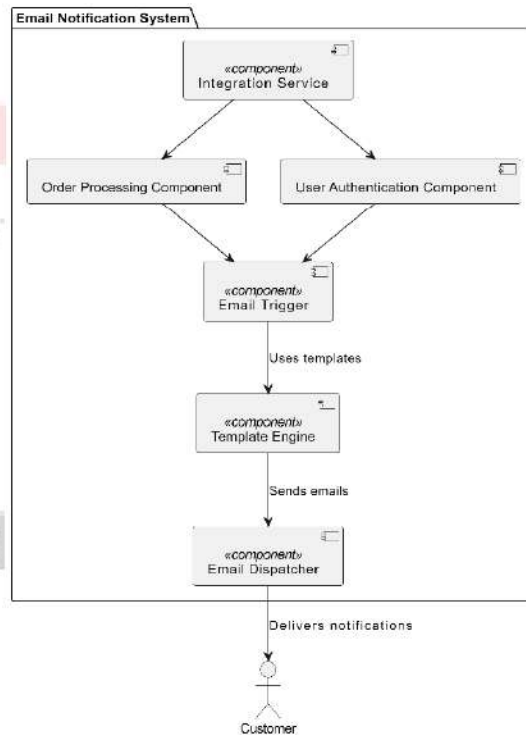 Email Notification System
«component»
Integration Service
Order Processing Component
User Authentication Component
«component»
Email Trigger
Uses templates
«component»
Template Engine
Sends emails
«component»
Email Dispatcher
Delivers notifications
Customer